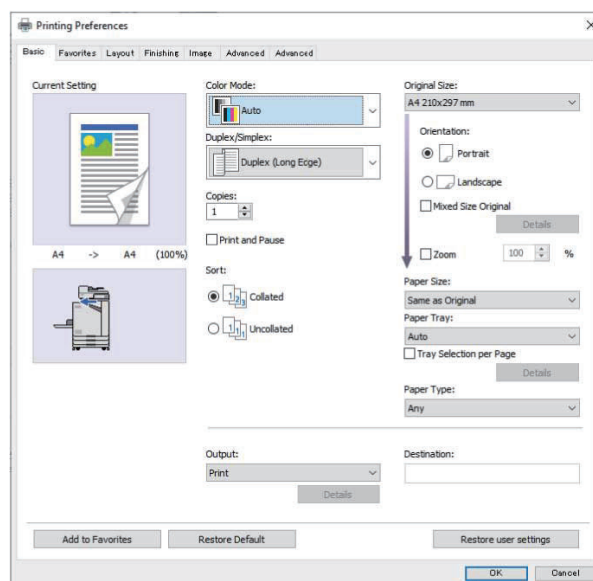 Printing Preferences
Basic Favorites Layout Finishing Image Advanced Advanced
Current Setting
A4 -> A4 (100%)
Color Mode:
Auto
Duplex/Simplex:
Duplex (Long Ecge)
Copies:
1
Print and Pause
Sort:
Collated
Uncollated
Original Size:
A4 210x297 mm
Orientation:
Portrait
Landscape
Mixed Size Original
Details
Zoom 100 %
Paper Size:
Same as Original
Paper Tray:
Auto
Tray Selection per Page
Details
Paper Type:
Any
Output:
Print
Details
Destination:
Add to Favorites Restore Default Restore user settings
OK Cancel